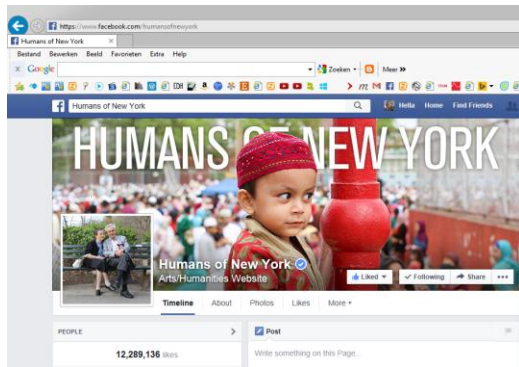 https://www.facebook.com/humansofnewyork
Humans of New York ×
Bestand Bewerken Beeld Favorieten Extra Help
× Google Zoeken Meer »
Humans of New York Hella Home Find Friends
HUMANS OF NEW YORK
Humans of New York
Arts/Humanities Website
Liked Following Share
Timeline About Photos Likes More
PEOPLE > Post
12,289,136 likes Write something on this Page...